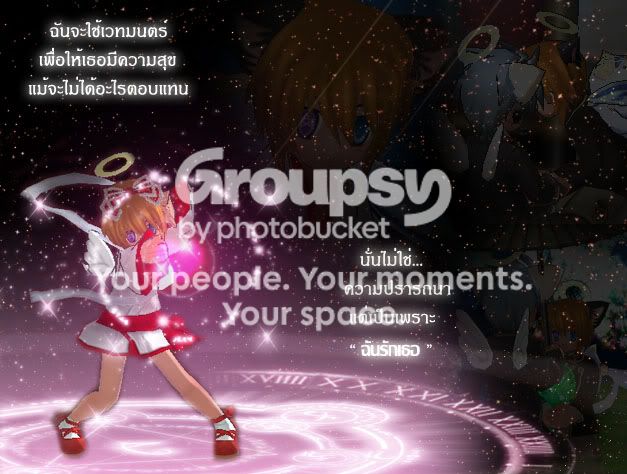 ฉันจะใช้เวทมนตร์
เพื่อให้เธอมีความสุข
แม้จะไม่ได้อะไรตอบแทน
Groupsy
by photobucket
Your people. Your moments.
Your space.
นั่นไม่ใช่...
ความปรารถนา
แต่เป็นเพราะ
“ ฉันรักเธอ ”